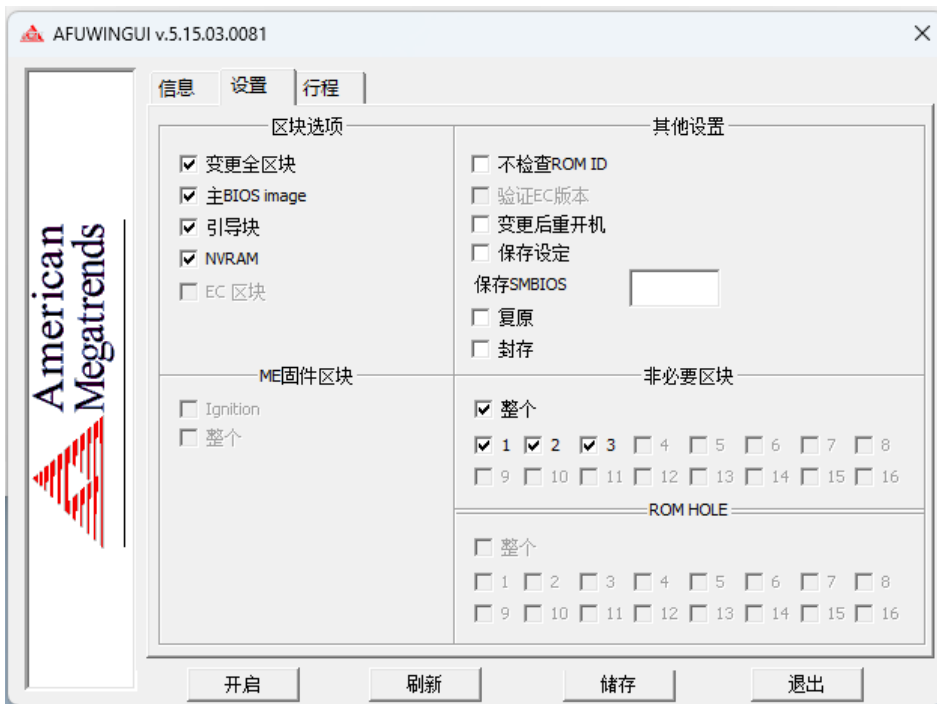 AFUWINGUI v.5.15.03.0081
American
Megatrends
信息 设置 行程
区块选项
变更全区块
主BIOS image
引导块
NVRAM
EC 区块
其他设置
不检查ROM ID
验证EC版本
变更后重开机
保存设定
保存SMBIOS
复原
封存
ME固件区块
Ignition
整个
非必要区块
整个
1 2 3 4 5 6 7 8
9 10 11 12 13 14 15 16
ROM HOLE
整个
1 2 3 4 5 6 7 8
9 10 11 12 13 14 15 16
开启 刷新 储存 退出